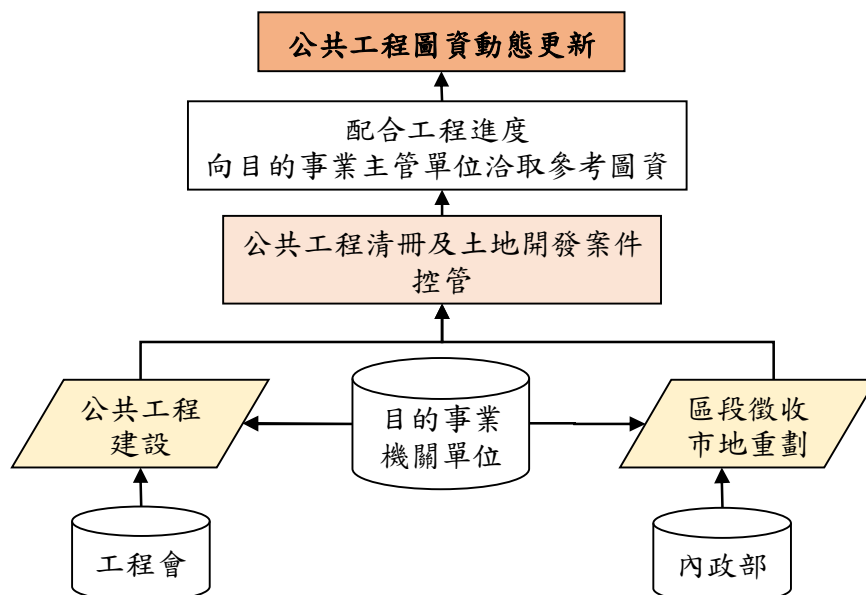 公共工程圖資動態更新
配合工程進度
向目的事業主管單位洽取參考圖資
公共工程清冊及土地開發案件
控管
公共工程
建設
目的事業
機關單位
區段徵收
市地重劃
工程會
內政部